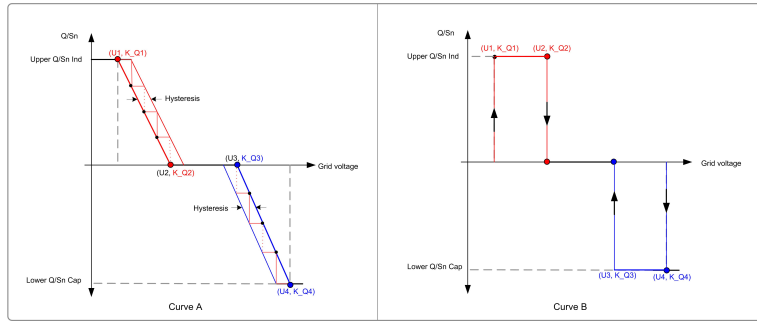 Q/Sn
(U1, K_Q1)
Upper Q/Sn Ind
Hysteresis
(U3, K_Q3)
Grid voltage
(U2, K_Q2)
Hysteresis
Lower Q/Sn Cap
(U4, K_Q4)
Curve A
Q/Sn
(U1, K_Q1)
(U2, K_Q2)
Upper Q/Sn Ind
Grid voltage
Lower Q/Sn Cap
(U3, K_Q3)
(U4, K_Q4)
Curve B